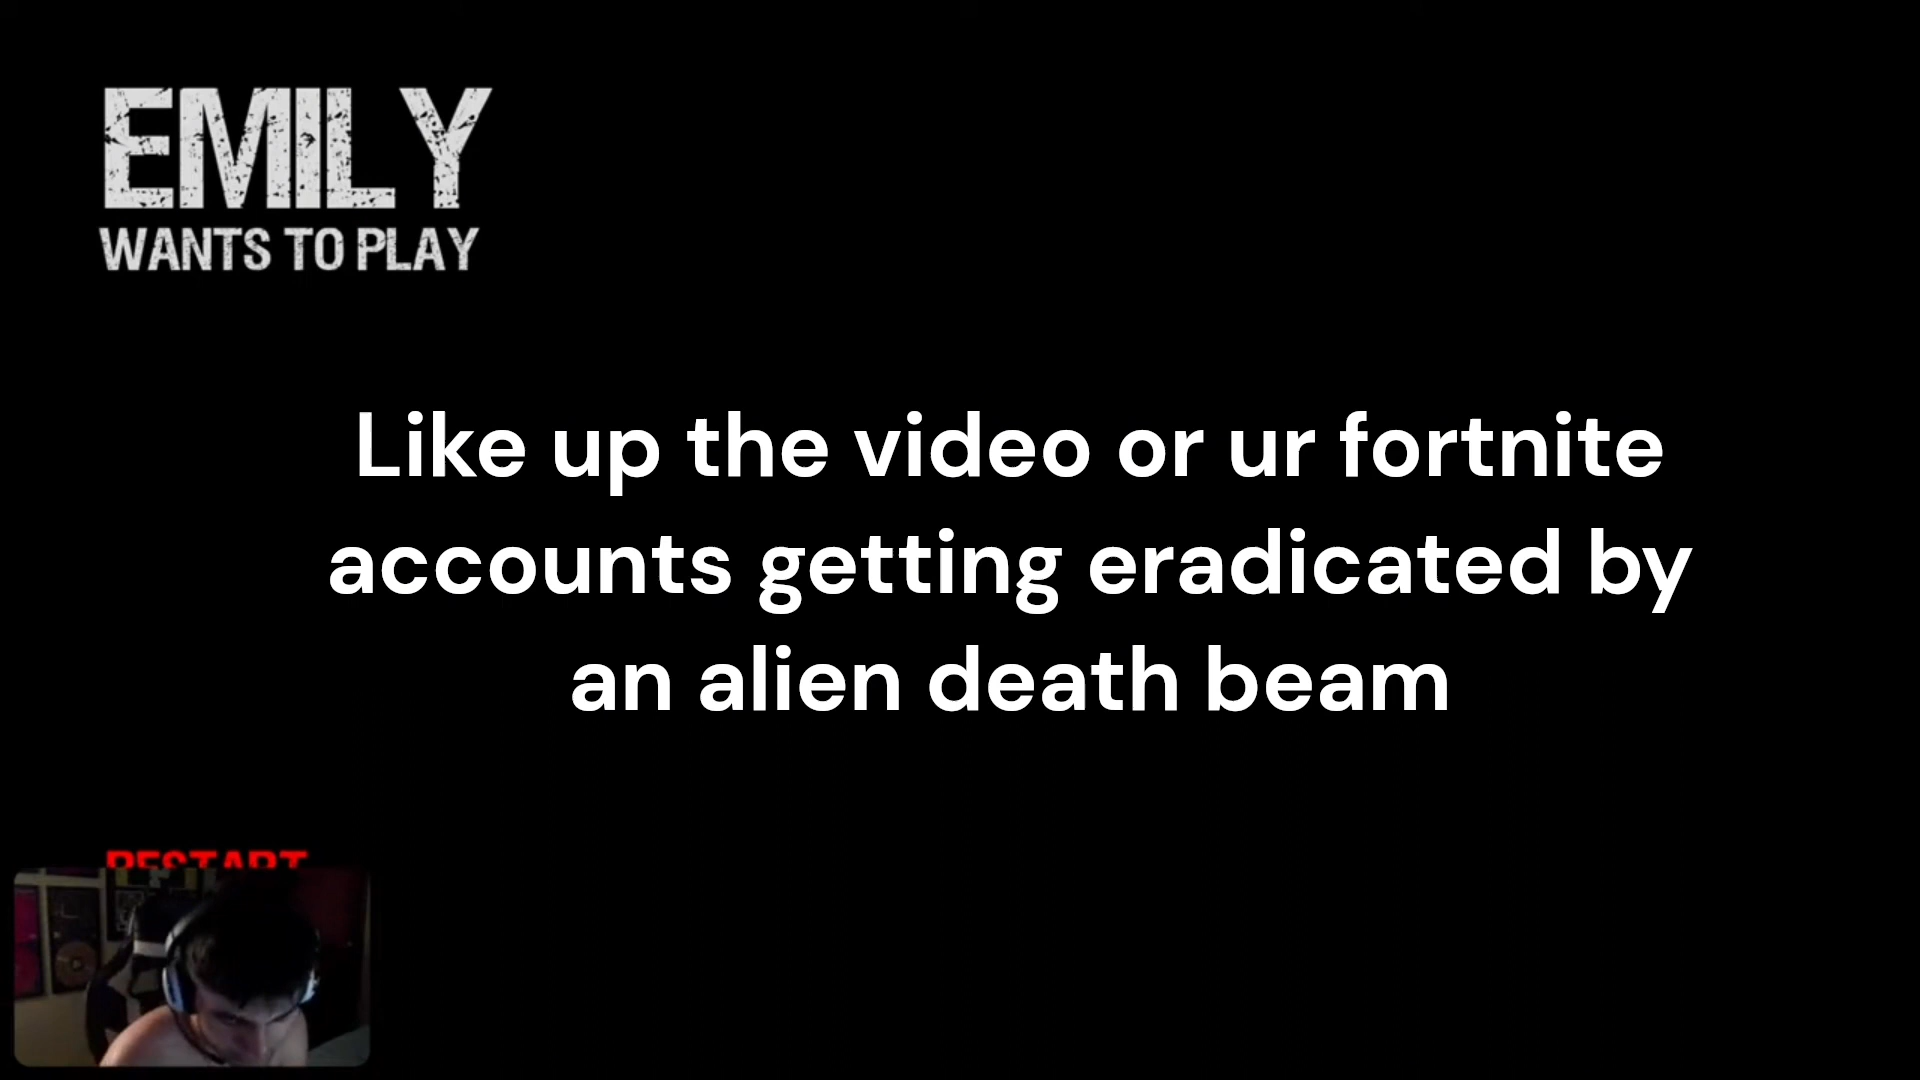 EMILY
WANTS TO PLAY
Like up the video or ur fortnite
accounts getting eradicated by
an alien death beam
RESTART